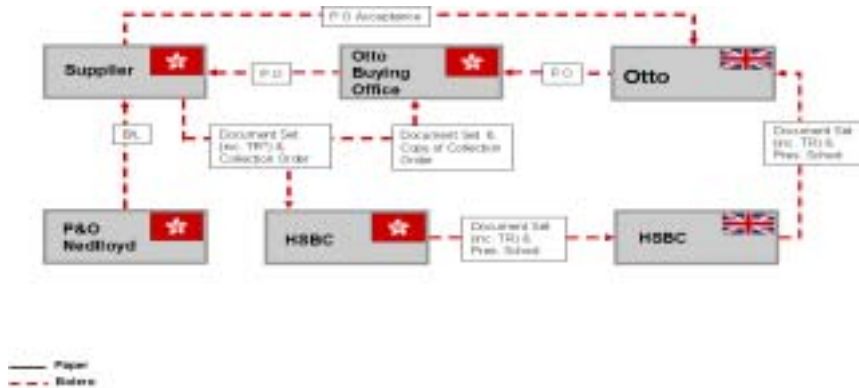 P O Acceptance
Supplier
P O
Otto
Buying
Office
P O
Otto
B/L
Document Set
(inc. TR*) &
Collection Order
Document Set &
Copy of Collection
Order
Document Set
(inc. TR) &
Pres. Sched
P&O
Nedlloyd
HSBC
Document Set
(inc. TR) &
Pres. Sched
HSBC
Paper
Bolero